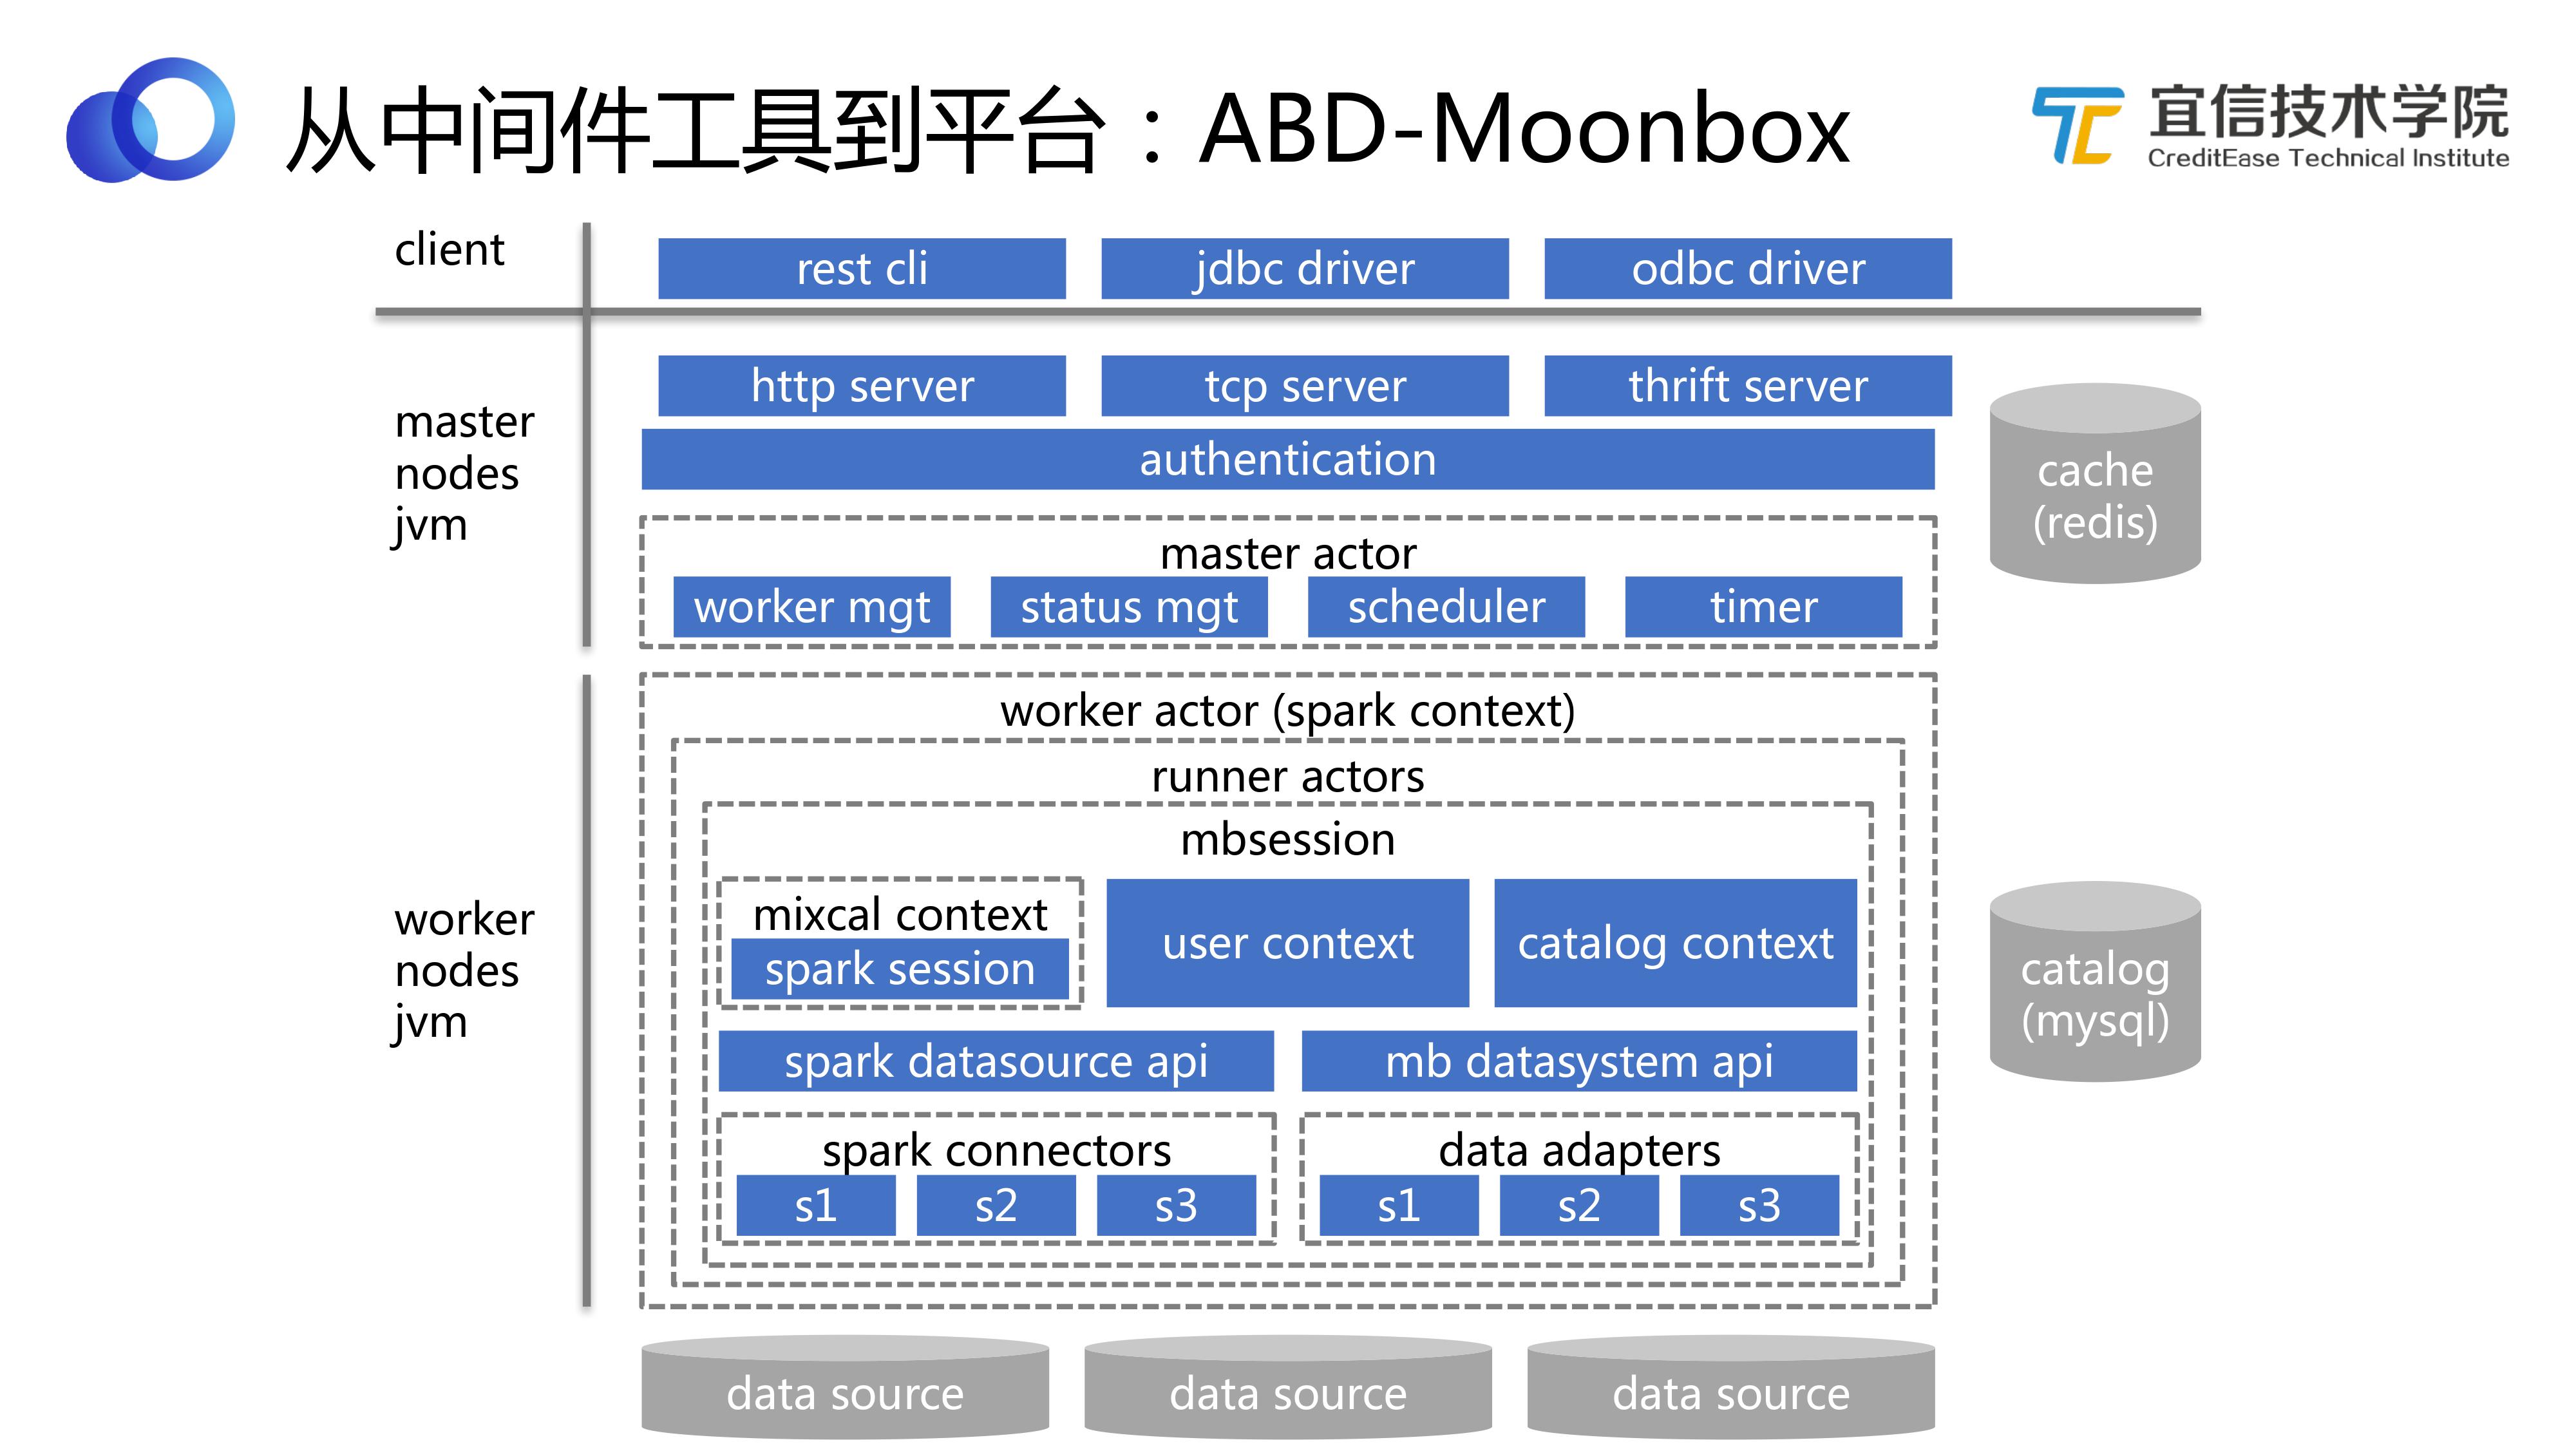 从中间件工具到平台：ABD-Moonbox
宜信技术学院
CreditEase Technical Institute
client
rest cli
jdbc driver
odbc driver
master
nodes
jvm
http server
tcp server
thrift server
authentication
master actor
worker mgt
status mgt
scheduler
timer
cache
(redis)
worker
nodes
jvm
worker actor (spark context)
runner actors
mbsession
mixcal context
spark session
user context
catalog context
spark datasource api
mb datasystem api
spark connectors
s1
s2
s3
data adapters
s1
s2
s3
catalog
(mysql)
data source
data source
data source